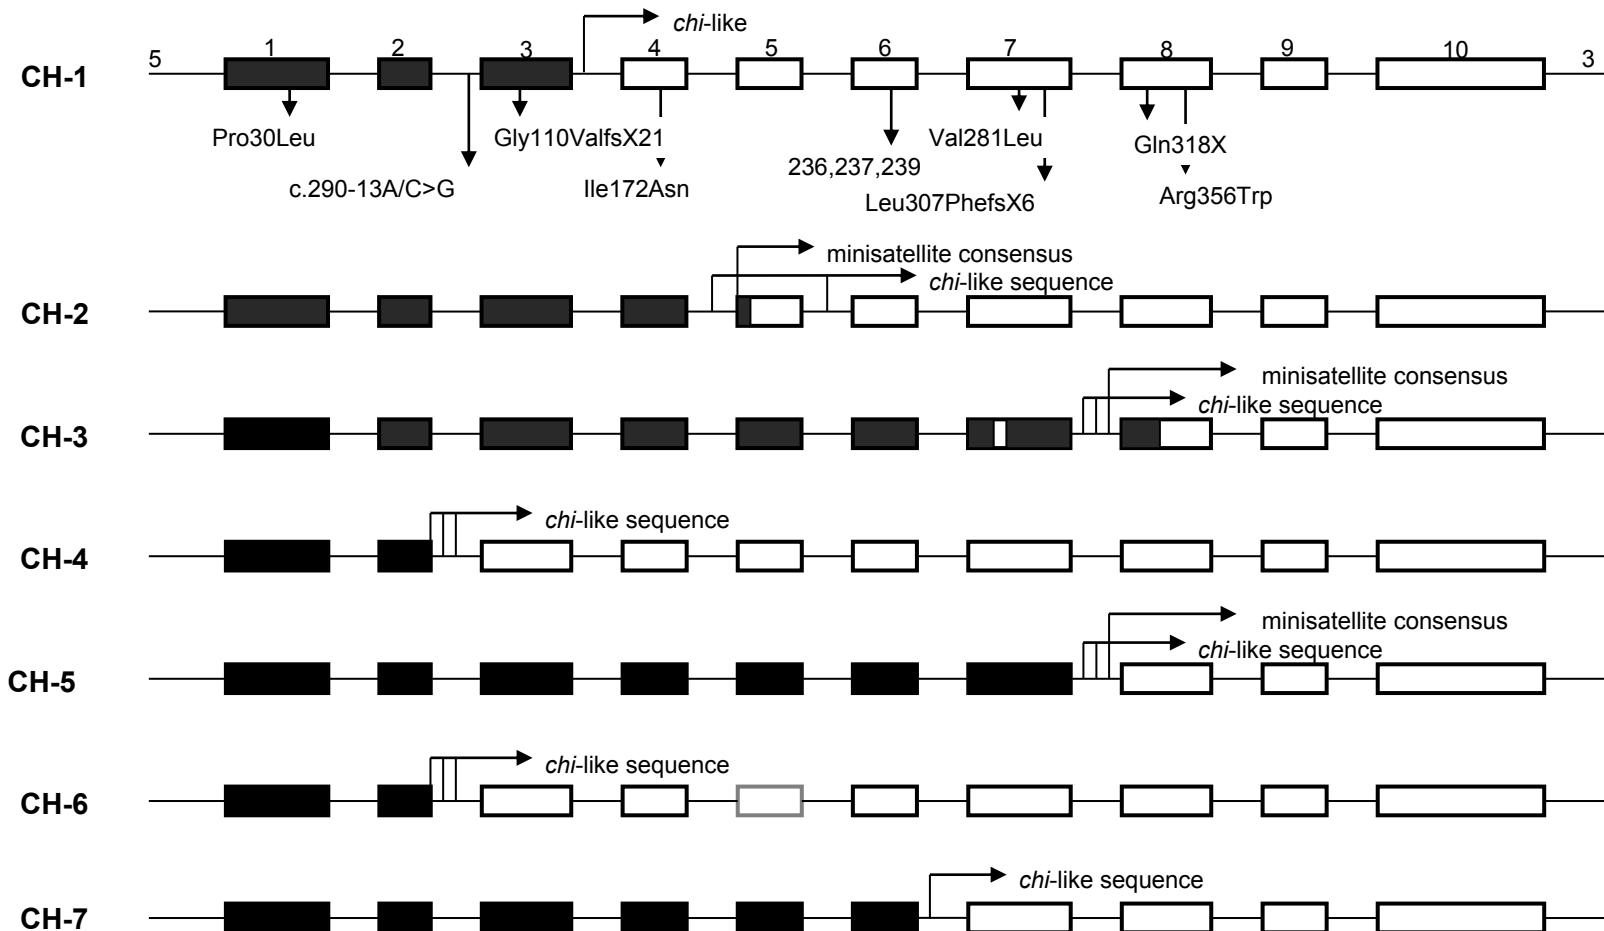 chi-like
5 1 2 3 4 5 6 7 8 9 10 3
CH-1
Pro30Leu Gly110ValfsX21 Val281Leu Gln318X
c.290-13A/C>G Ile172Asn 236,237,239 Leu307PhefsX6 Arg356Trp
minisatellite consensus
chi-like sequence
CH-2
minisatellite consensus
chi-like sequence
CH-3
chi-like sequence
CH-4
minisatellite consensus
chi-like sequence
CH-5
chi-like sequence
CH-6
chi-like sequence
CH-7